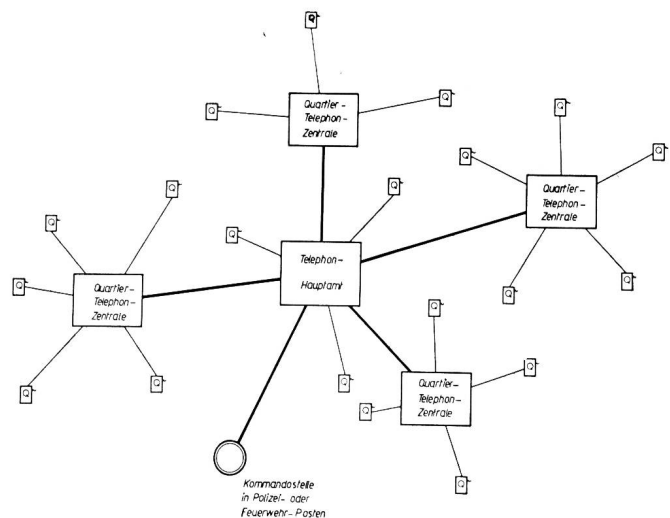 Q
Q
Q
Quartier-
Telephon-
Zentrale
Q
Q
Q
Q
Quartier-
Telephon-
Zentrale
Q
Q
Q
Q
Q
Telephon-
Hauptamt
Q
Q
Q
Q
Quartier-
Telephon-
Zentrale
Q
Q
Q
Q
Quartier-
Telephon-
Zentrale
Q
Q
Q
Kommandostelle
in Polizei- oder
Feuerwehr-Posten